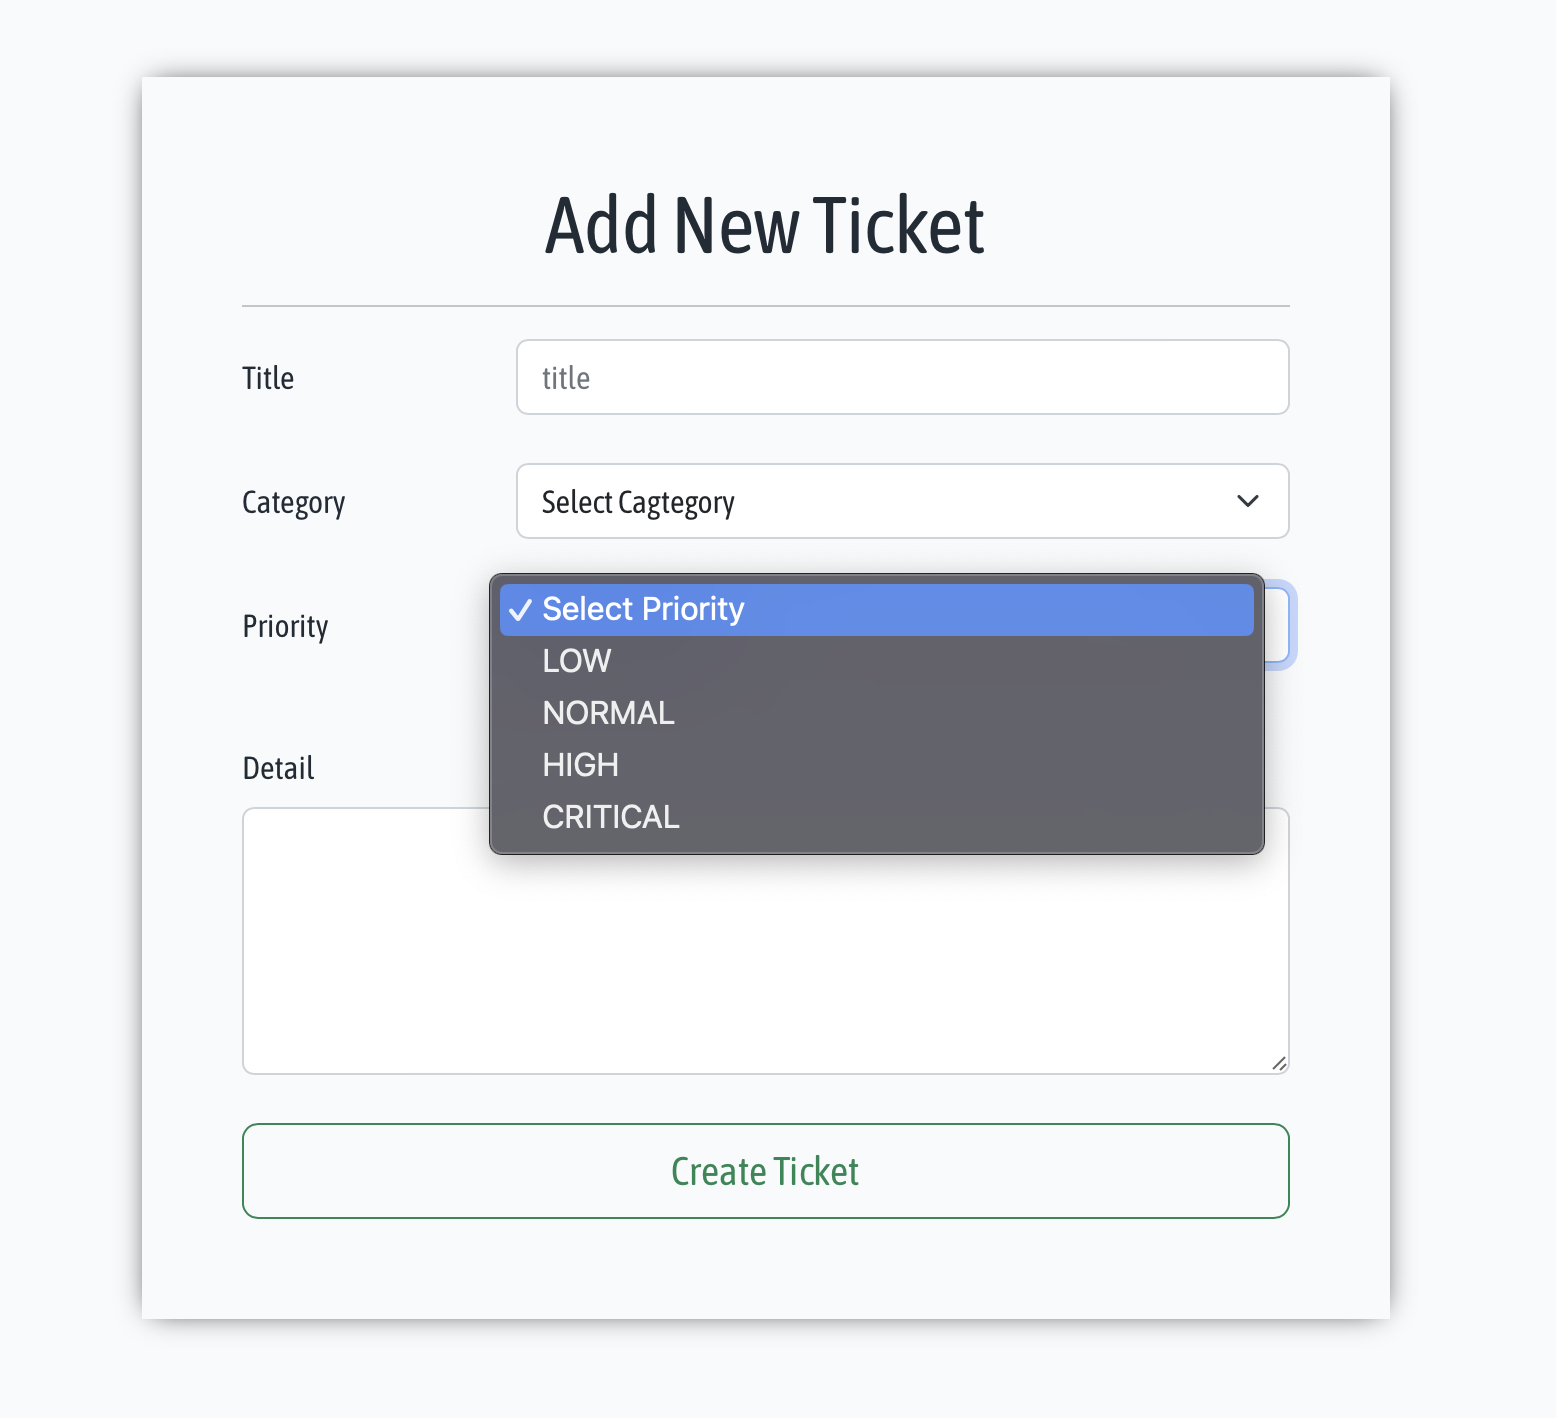 Add New Ticket
Title
title
Category
Select Cagtegory
Priority
Select Priority
LOW
NORMAL
HIGH
CRITICAL
Detail
Create Ticket